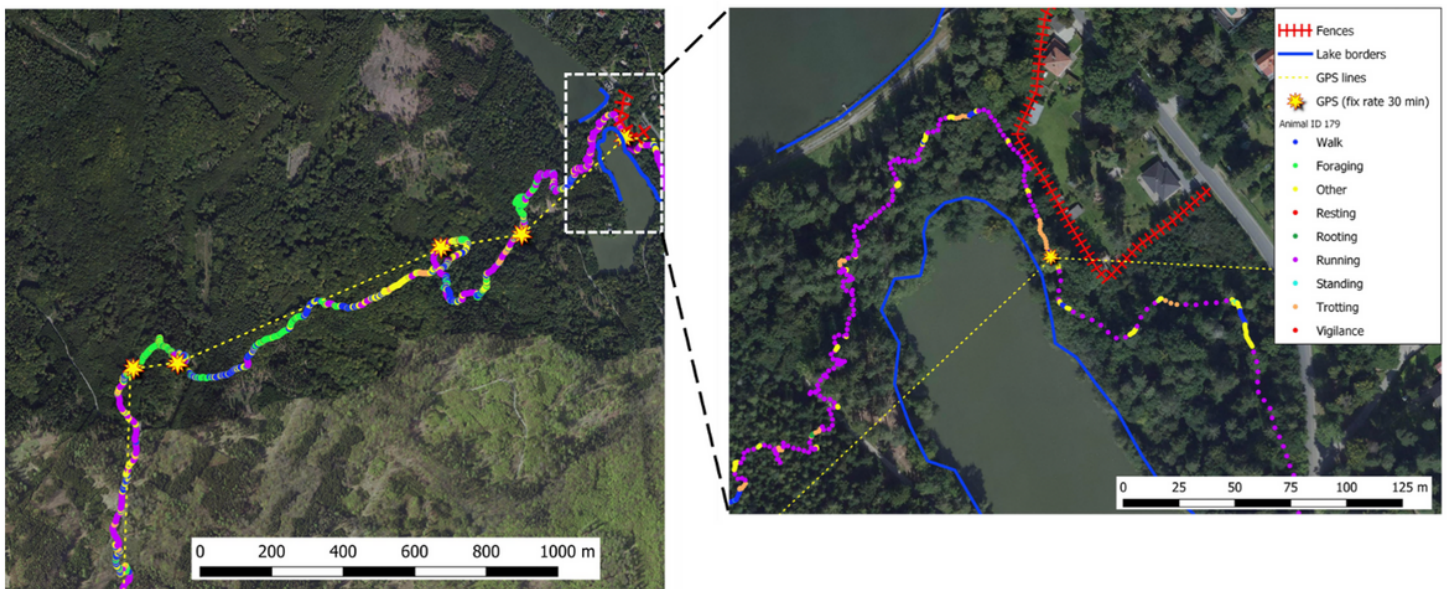 Fences
Lake borders
GPS lines
GPS (fix rate 30 min)
Animal ID 179
Walk
Foraging
Other
Resting
Rooting
Running
Standing
Trotting
Vigilance
0 200 400 600 800 1000 m
0 25 50 75 100 125 m